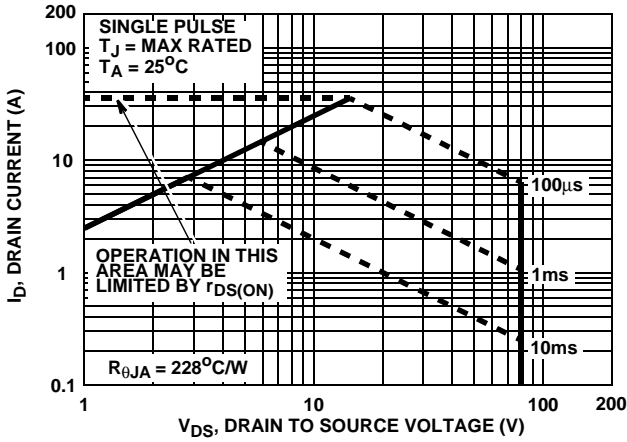 200
100
10
1
0.1
I_D, DRAIN CURRENT (A)
SINGLE PULSE
T_J = MAX RATED
T_A = 25°C
100μs
1ms
10ms
OPERATION IN THIS
AREA MAY BE
LIMITED BY r_DS(ON)
R_θJA = 228°C/W
1
10
100
200
V_DS, DRAIN TO SOURCE VOLTAGE (V)